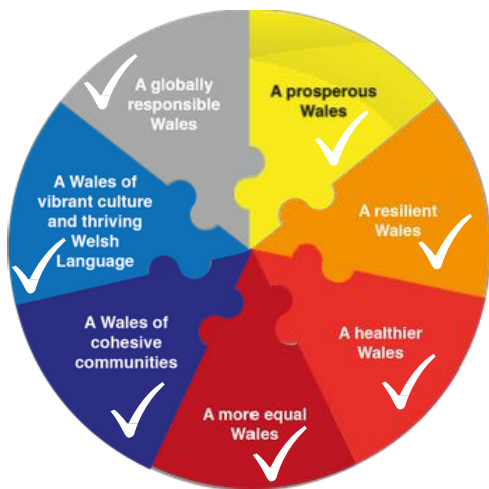 A prosperous
Wales
A resilient
Wales
A healthier
Wales
A more equal
Wales
A Wales of
cohesive
communities
A Wales of
vibrant culture
and thriving
Welsh
Language
A globally
responsible
Wales